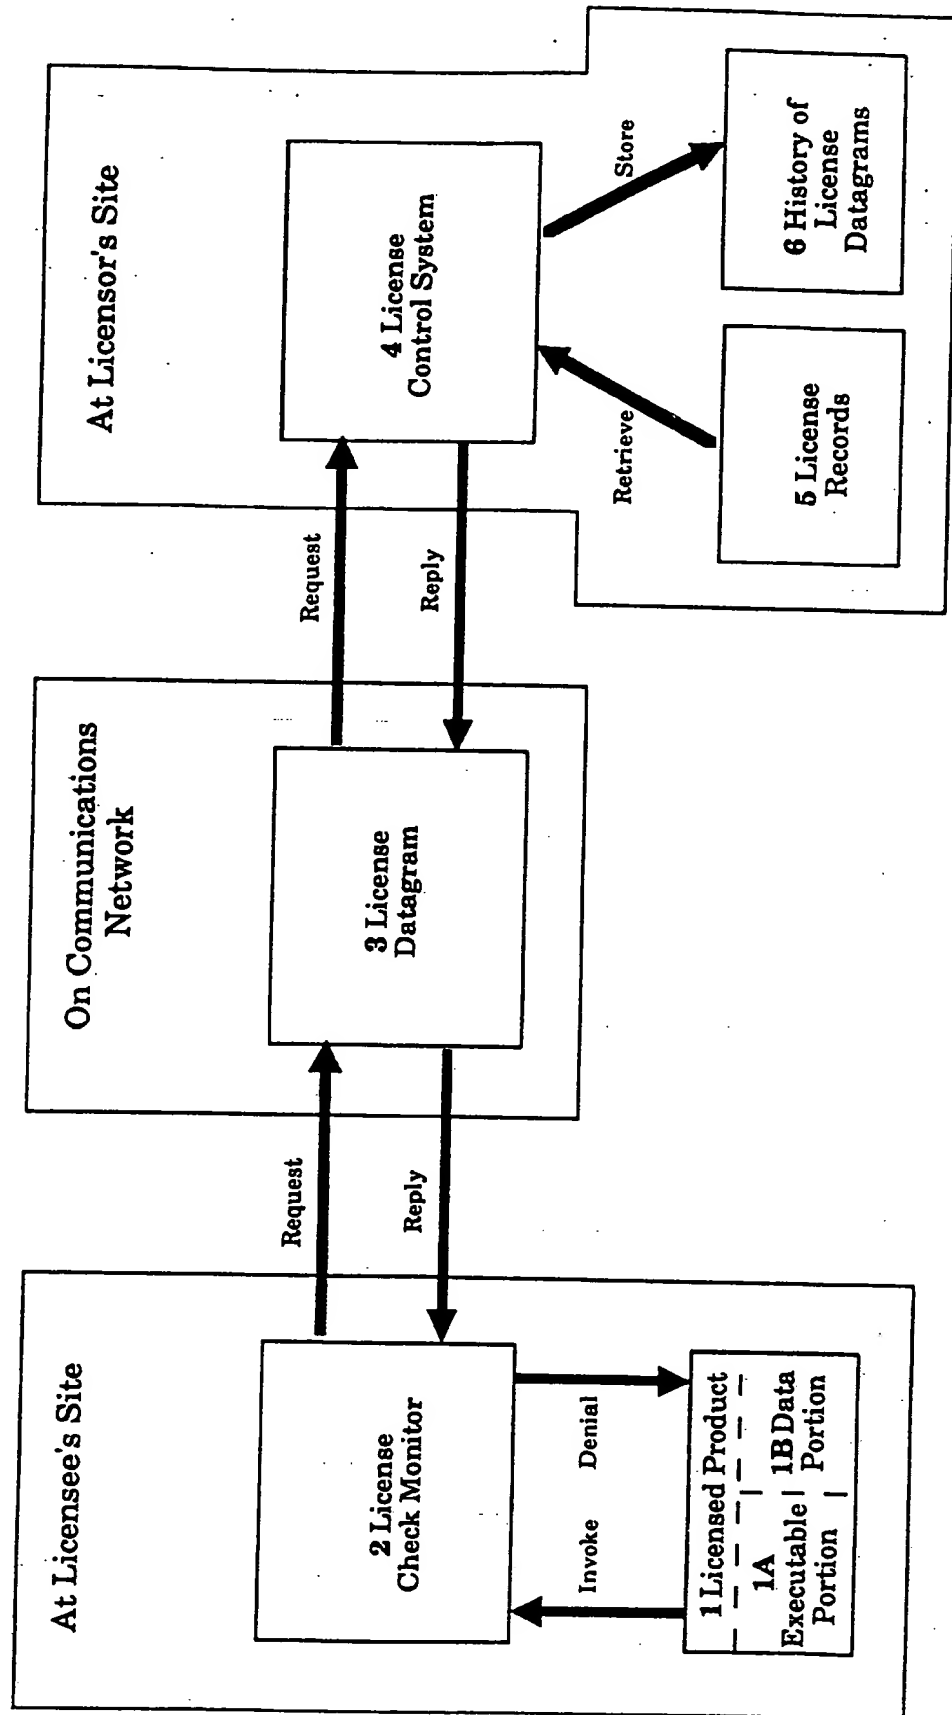 At Licensee's Site
2 License
Check Monitor
Invoke
Denial
1 Licensed Product
1A
Executable
Portion
1B Data
Portion
Request
Reply
On Communications
Network
3 License
Datagram
Request
Reply
At Licensor's Site
4 License
Control System
Retrieve
Store
5 License
Records
6 History of
License
Datagrams